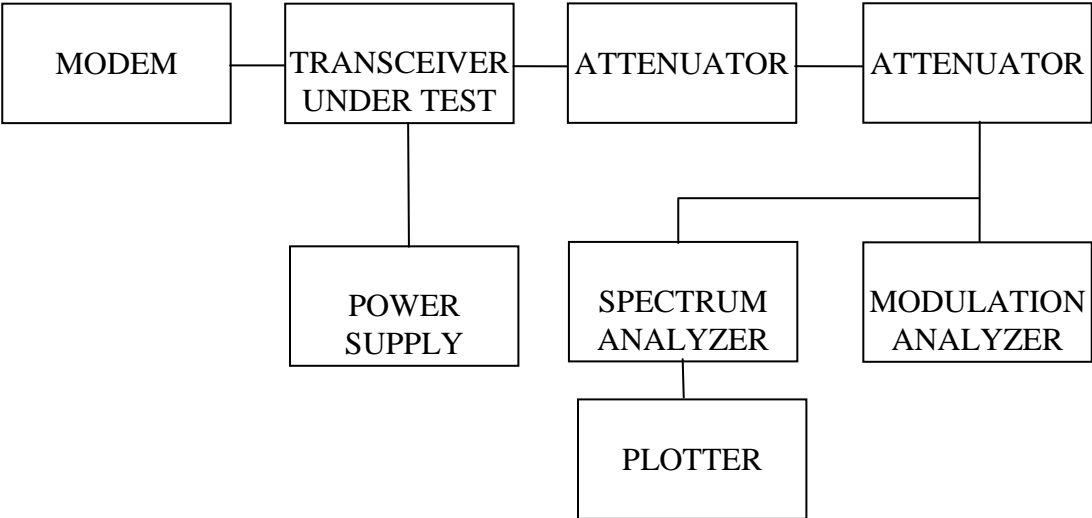 MODEM
TRANSCEIVER
UNDER TEST
ATTENUATOR
ATTENUATOR
POWER
SUPPLY
SPECTRUM
ANALYZER
MODULATION
ANALYZER
PLOTTER